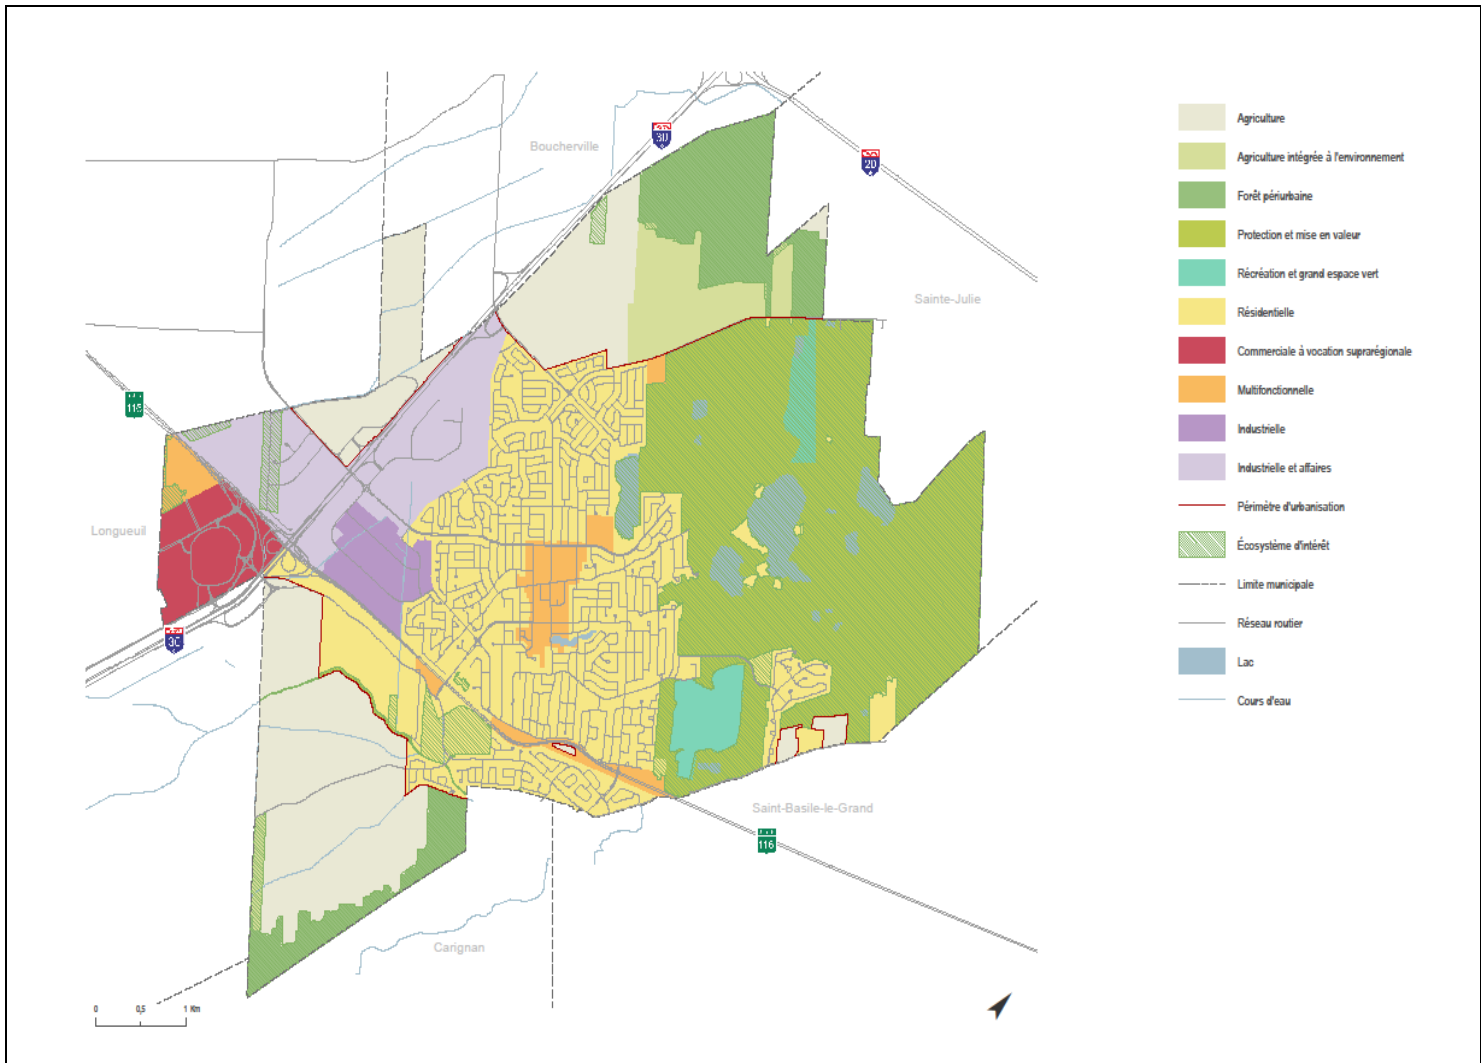 Boucherville
30
20
Sainte-Julie
116
Longueuil
30
Saint-Basile-le-Grand
116
Carignan
0 0,5 1 Km
Agriculture
Agriculture intégrée à l'environnement
Forêt périurbaine
Protection et mise en valeur
Récréation et grand espace vert
Résidentielle
Commerciale à vocation suprarégionale
Multifonctionnelle
Industrielle
Industrielle et affaires
Périmètre d'urbanisation
Écosystème d'intérêt
Limite municipale
Réseau routier
Lac
Cours d'eau